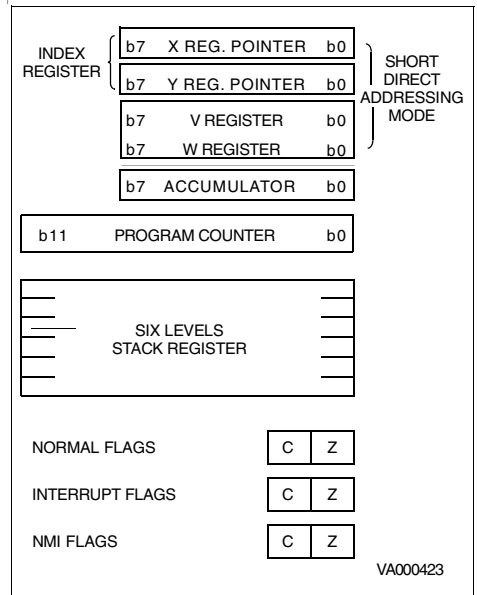 INDEX
REGISTER
b7 X REG. POINTER b0
b7 Y REG. POINTER b0
SHORT
DIRECT
ADDRESSING
MODE
b7 V REGISTER b0
b7 W REGISTER b0
b7 ACCUMULATOR b0
b11 PROGRAM COUNTER b0
SIX LEVELS
STACK REGISTER
NORMAL FLAGS C Z
INTERRUPT FLAGS C Z
NMI FLAGS C Z
VA000423